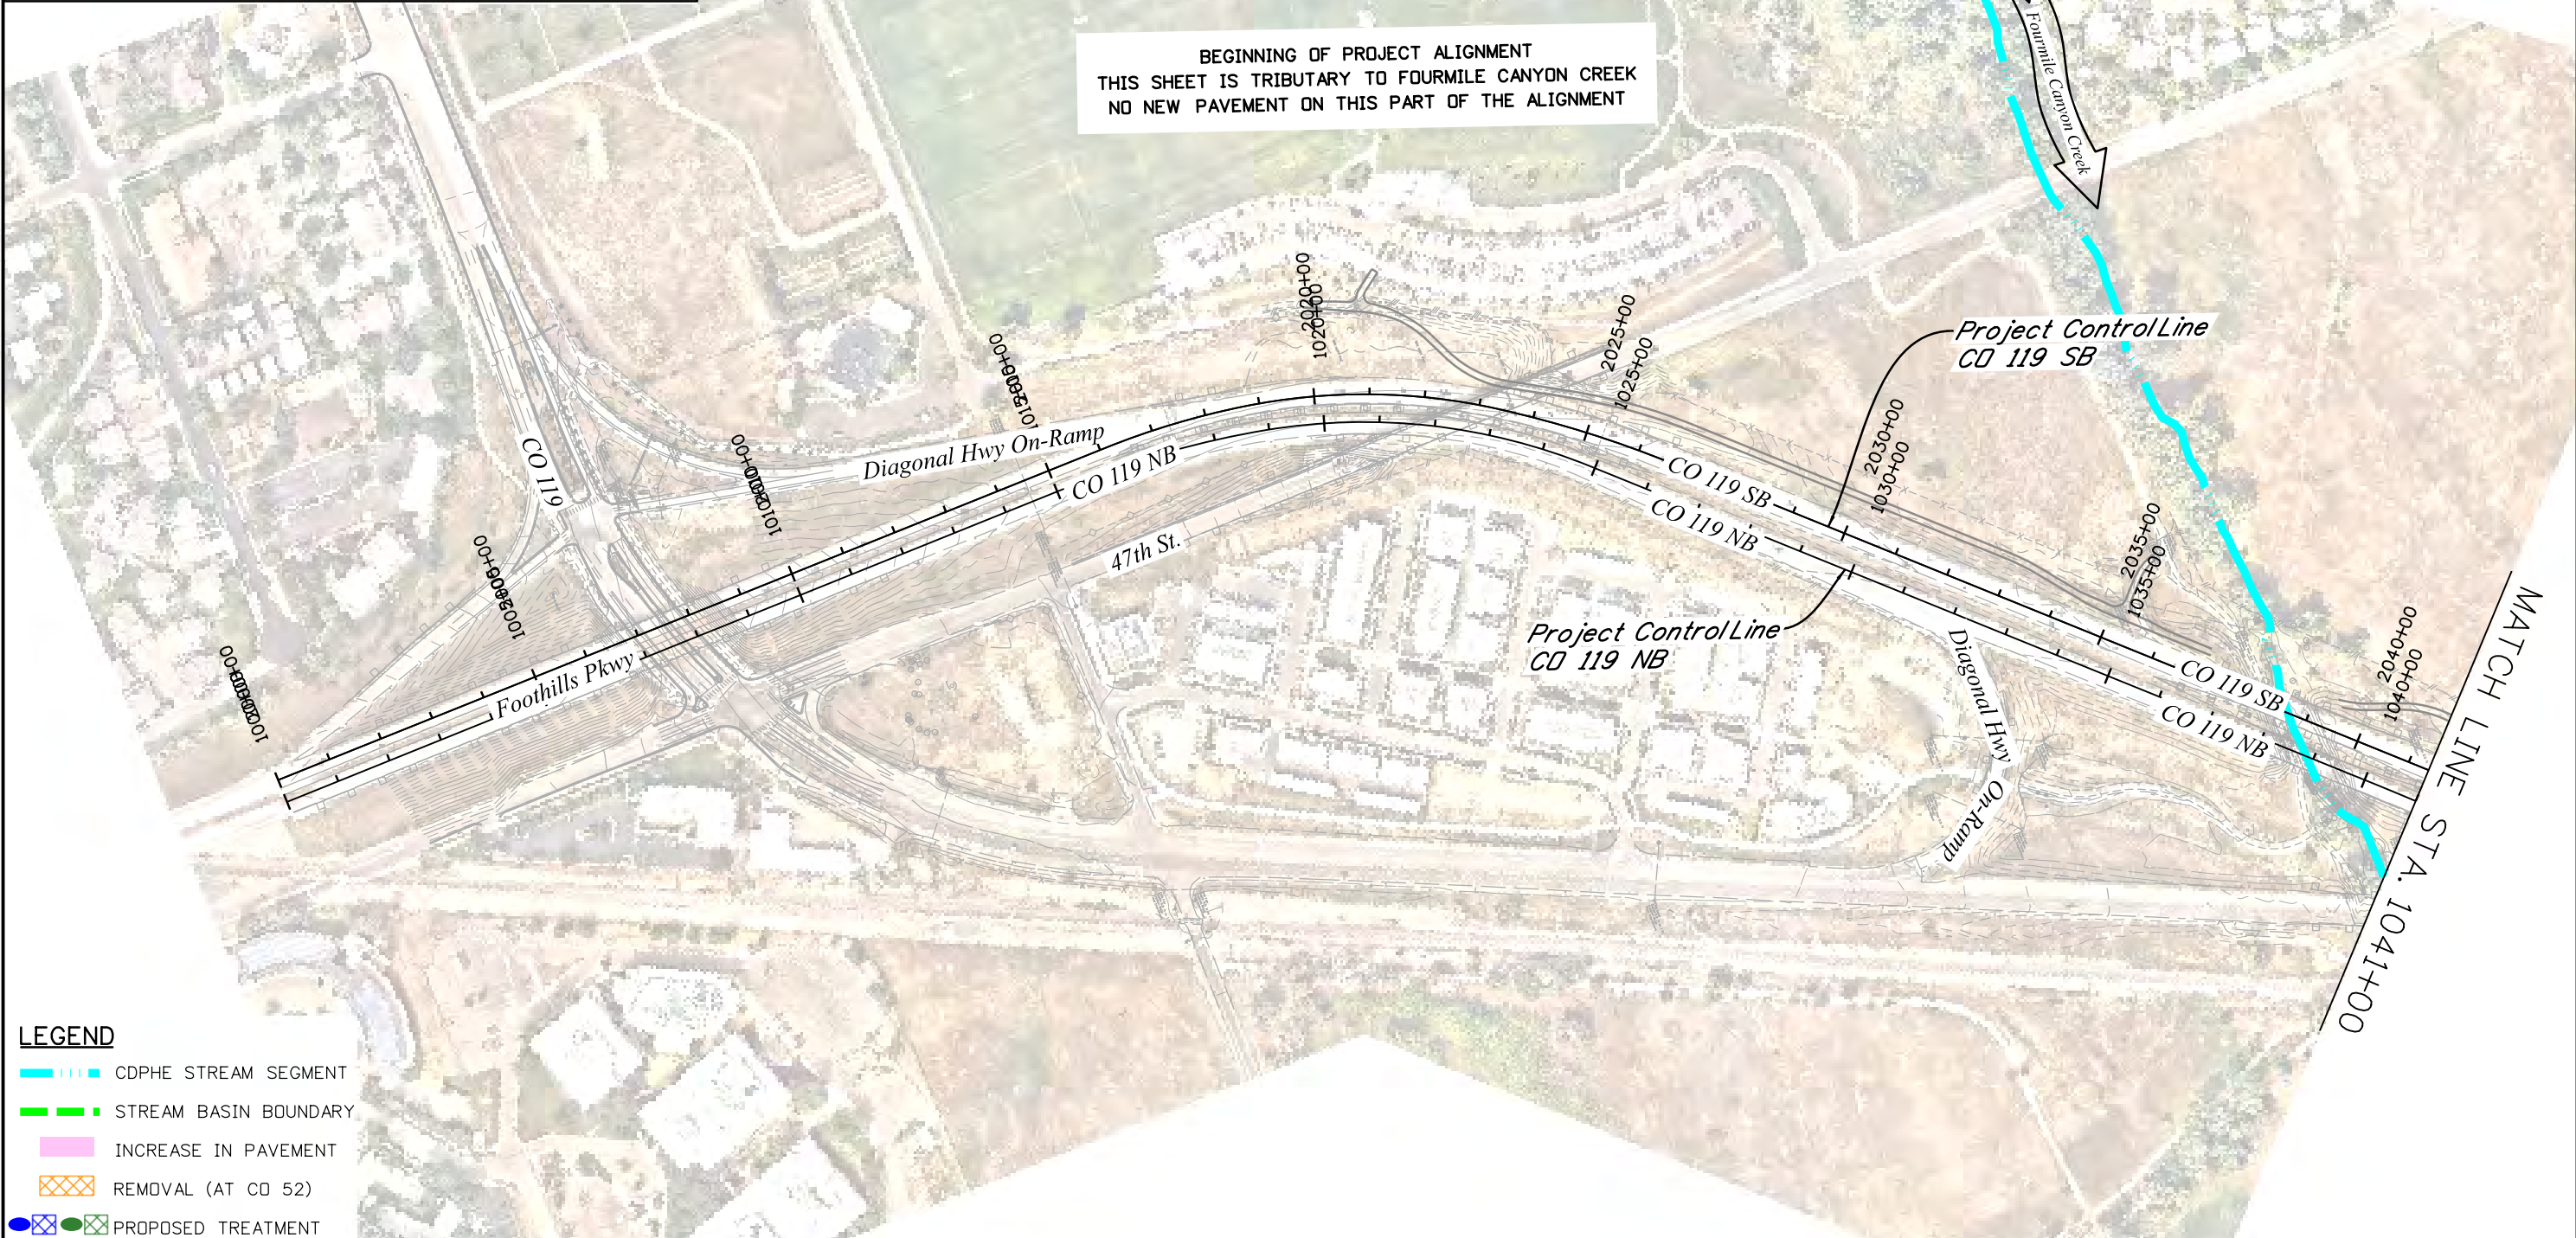 BEGINNING OF PROJECT ALIGNMENT
THIS SHEET IS TRIBUTARY TO FOURMILE CANYON CREEK
NO NEW PAVEMENT ON THIS PART OF THE ALIGNMENT
Fourmile Canyon Creek
2020+00
1020+00
2025+00
1025+00
Project Control Line
CO 119 SB
2030+00
1030+00
CO 119
Diagonal Hwy On-Ramp
CO 119 NB
CO 119 SB
CO 119 NB
47th St.
2035+00
1035+00
Project Control Line
CO 119 NB
Diagonal Hwy On-Ramp
Foothills Pkwy
2040+00
1040+00
CO 119 SB
CO 119 NB
MATCH LINE STA. 1041+00
LEGEND
CDPHE STREAM SEGMENT
STREAM BASIN BOUNDARY
INCREASE IN PAVEMENT
REMOVAL (AT CO 52)
PROPOSED TREATMENT